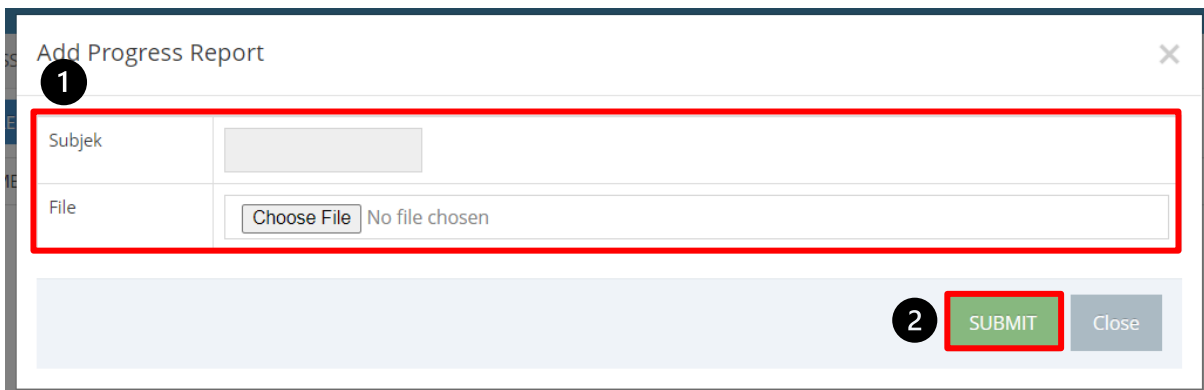 Add Progress Report
×
1
Subjek
File
Choose File No file chosen
2
SUBMIT
Close